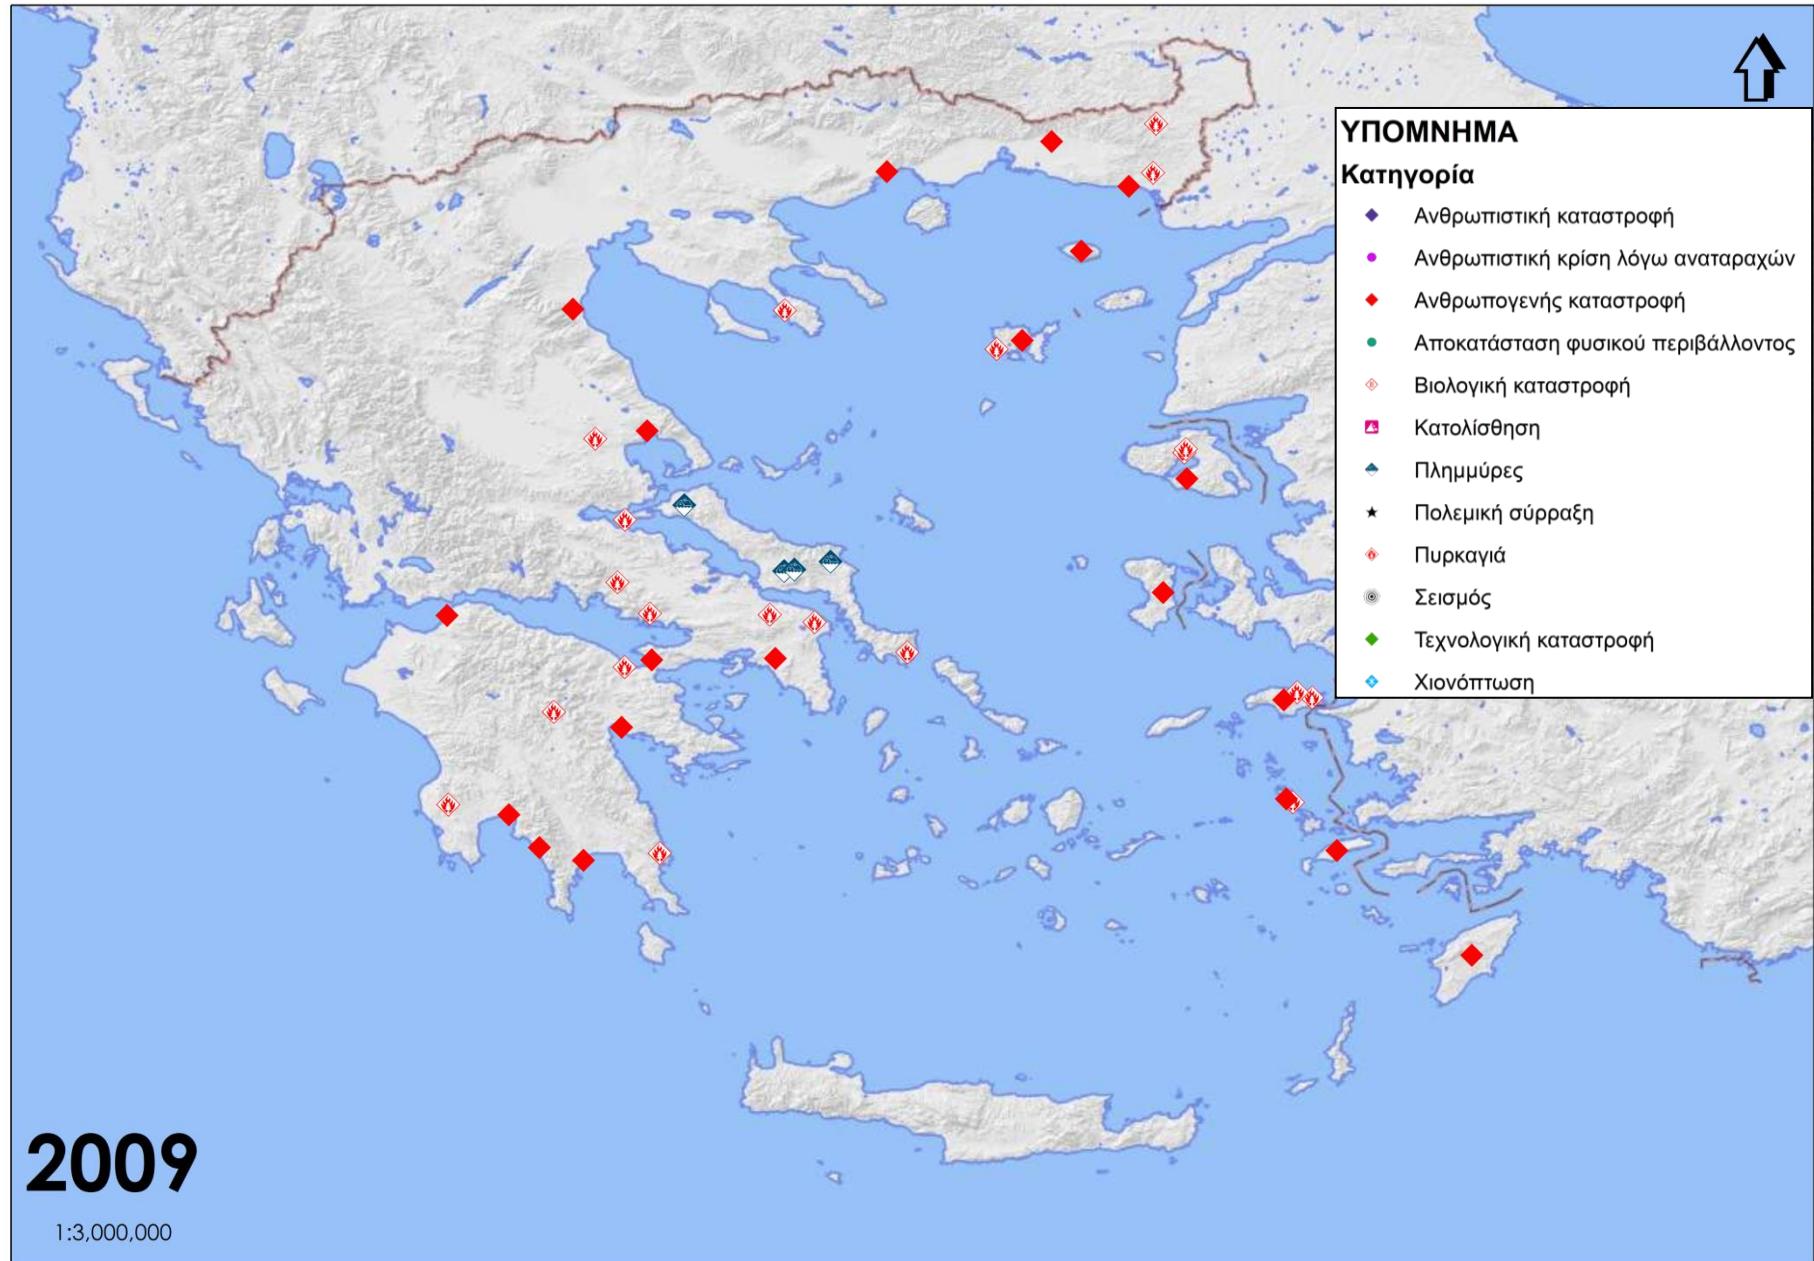 ΥΠΟΜΝΗΜΑ
Κατηγορία
Ανθρωπιστική καταστροφή
Ανθρωπιστική κρίση λόγω αναταραχών
Ανθρωπογενής καταστροφή
Αποκατάσταση φυσικού περιβάλλοντος
Βιολογική καταστροφή
Κατολίσθηση
Πλημμύρες
Πολεμική σύρραξη
Πυρκαγιά
Σεισμός
Τεχνολογική καταστροφή
Χιονόπτωση
2009
1:3,000,000